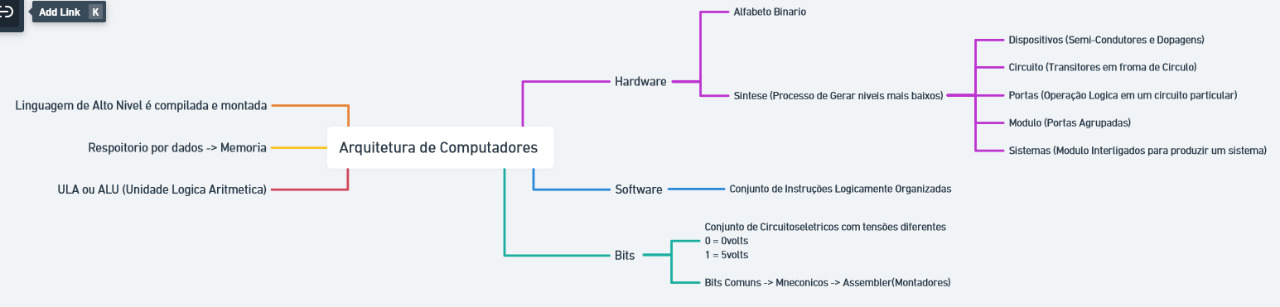 Add Link K
Alfabeto Binario
Dispositivos (Semi-Condutores e Dopagens)
Circuito (Transitores em froma de Circulo)
Hardware
Sintese (Processo de Gerar niveis mais baixos)
Portas (Operação Logica em um circuito particular)
Linguagem de Alto Nivel é compilada e montada
Modulo (Portas Agrupadas)
Respoitorio por dados -> Memoria
Arquitetura de Computadores
Sistemas (Modulo Interligados para produzir um sistema)
ULA ou ALU (Unidade Logica Aritmetica)
Software
Conjunto de Instruções Logicamente Organizadas
Conjunto de Circuitoseletricos com tensões diferentes
0 = 0volts
1 = 5volts
Bits
Bits Comuns -> Mneconicos -> Assembler(Montadores)